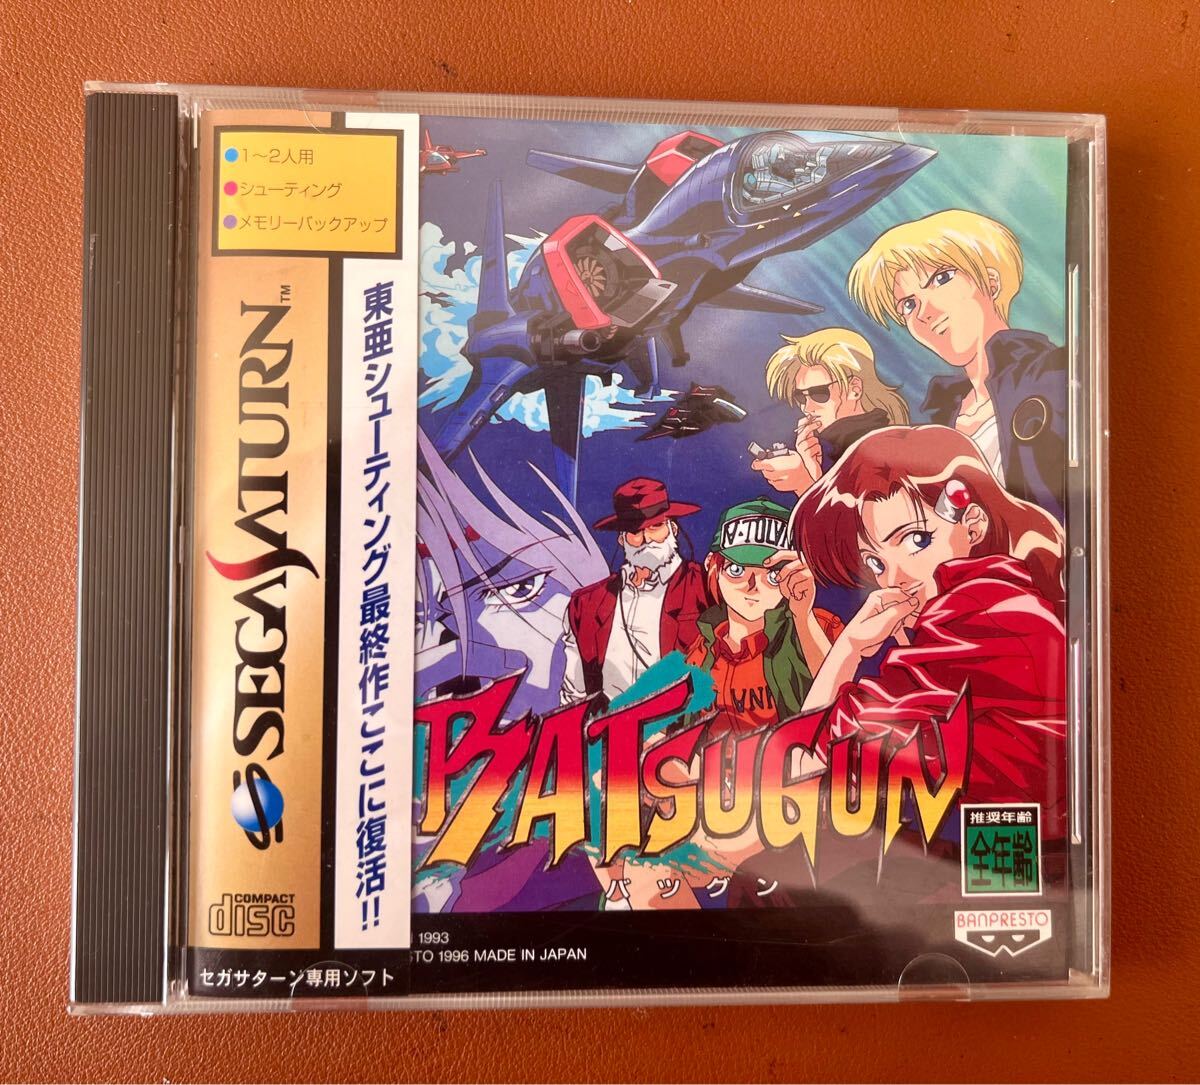 1～2人用
シューティング
メモリーバックアップ
SEGA SATURN™
東亜シューティング最終作ここに復活!!
COMPACT
disc
セガサターン専用ソフト
BATSUGUN
バツグン
推奨年齢
全年齢
BANPRESTO
1993
STO 1996 MADE IN JAPAN